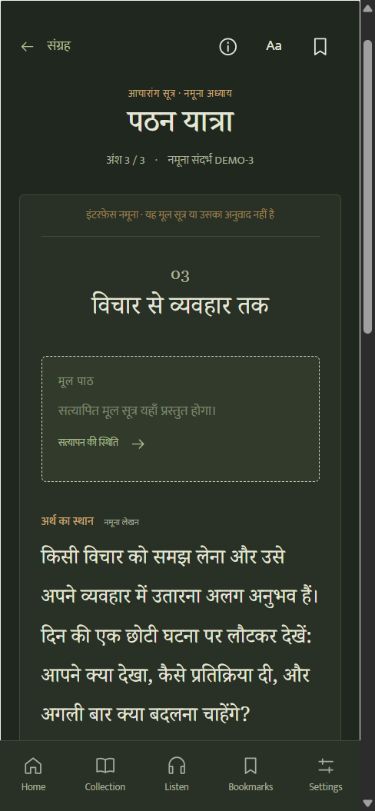 संग्रह
Aa
आचारांग सूत्र · नमूना अध्याय
पठन यात्रा
अंश 3 / 3 · नमूना संदर्भ DEMO-3
इंटरफ़ेस नमूना · यह मूल सूत्र या उसका अनुवाद नहीं है
03
विचार से व्यवहार तक
मूल पाठ
सत्यापित मूल सूत्र यहाँ प्रस्तुत होगा।
सत्यापन की स्थिति →
अर्थ का स्थान नमूना लेखन
किसी विचार को समझ लेना और उसे
अपने व्यवहार में उतारना अलग अनुभव हैं।
दिन की एक छोटी घटना पर लौटकर देखें:
आपने क्या देखा, कैसे प्रतिक्रिया दी, और
अगली बार क्या बदलना चाहेंगे?
Home Collection Listen Bookmarks Settings